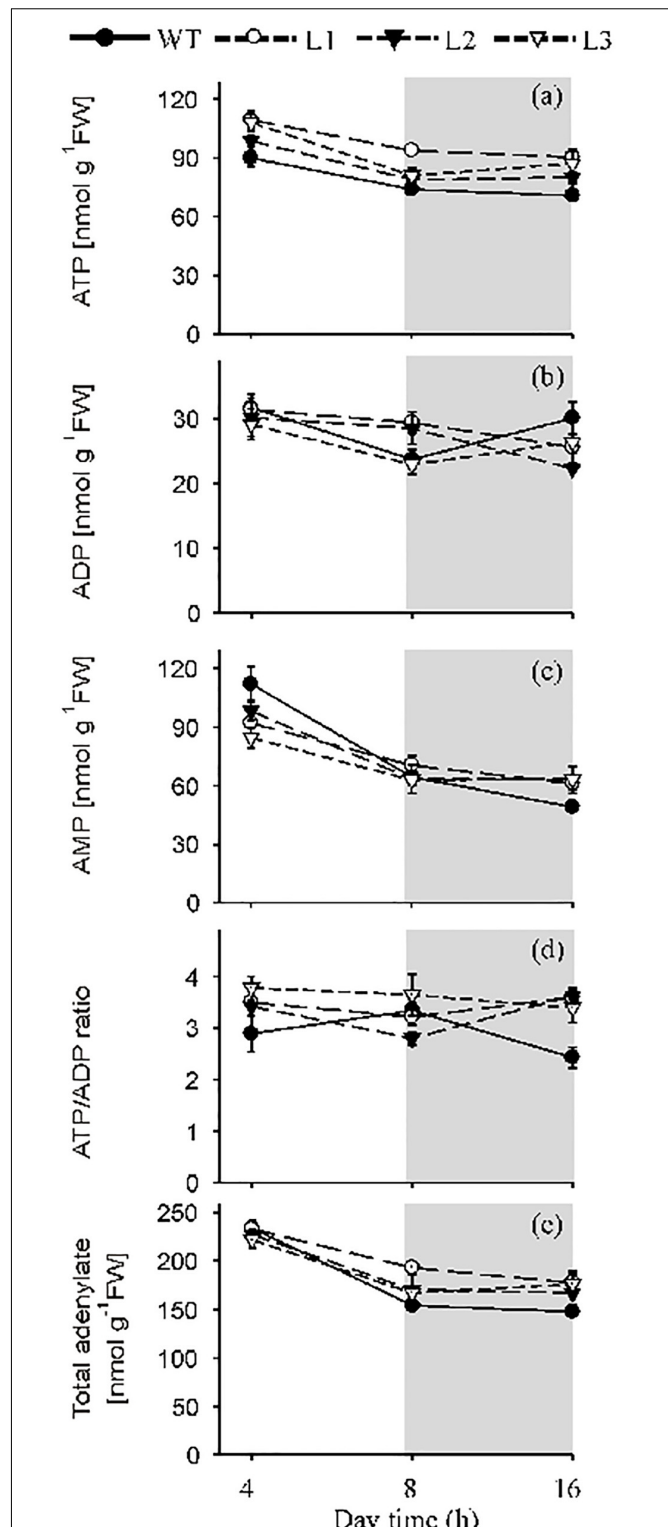 WT L1 L2 L3
(a)
120
90
60
30
0
ATP [nmol g⁻¹FW]
(b)
30
20
10
0
ADP [nmol g⁻¹FW]
(c)
120
90
60
30
0
AMP [nmol g⁻¹FW]
(d)
4
3
2
1
0
ATP/ADP ratio
(e)
250
200
150
100
50
0
Total adenylate
[nmol g⁻¹FW]
4 8 16
Day time (h)